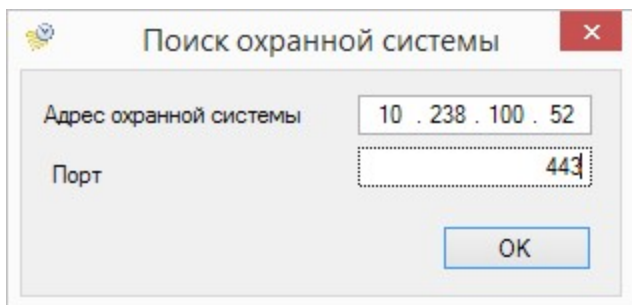 Поиск охранной системы
Адрес охранной системы 10 . 238 . 100 . 52
Порт 443
OK